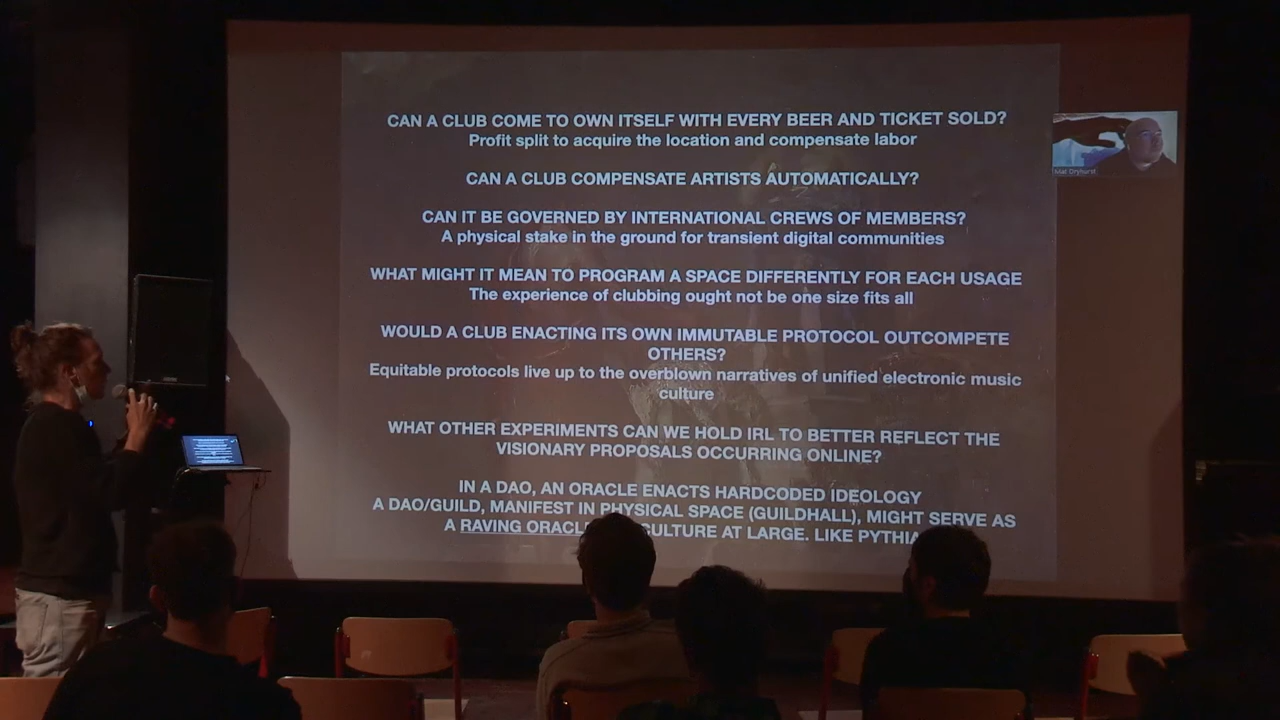 CAN A CLUB COME TO OWN ITSELF WITH EVERY BEER AND TICKET SOLD?
Profit split to acquire the location and compensate labor
CAN A CLUB COMPENSATE ARTISTS AUTOMATICALLY?
CAN IT BE GOVERNED BY INTERNATIONAL CREWS OF MEMBERS?
A physical stake in the ground for transient digital communities
WHAT MIGHT IT MEAN TO PROGRAM A SPACE DIFFERENTLY FOR EACH USAGE
The experience of clubbing ought not be one size fits all
WOULD A CLUB ENACTING ITS OWN IMMUTABLE PROTOCOL OUTCOMPETE
OTHERS?
Equitable protocols live up to the overblown narratives of unified electronic music
culture
WHAT OTHER EXPERIMENTS CAN WE HOLD IRL TO BETTER REFLECT THE
VISIONARY PROPOSALS OCCURRING ONLINE?
IN A DAO, AN ORACLE ENACTS HARDCODED IDEOLOGY
A DAO/GUILD, MANIFEST IN PHYSICAL SPACE (GUILDHALL), MIGHT SERVE AS
A RAVING ORACLE CULTURE AT LARGE. LIKE PYTHIA
Mat Dryhurst